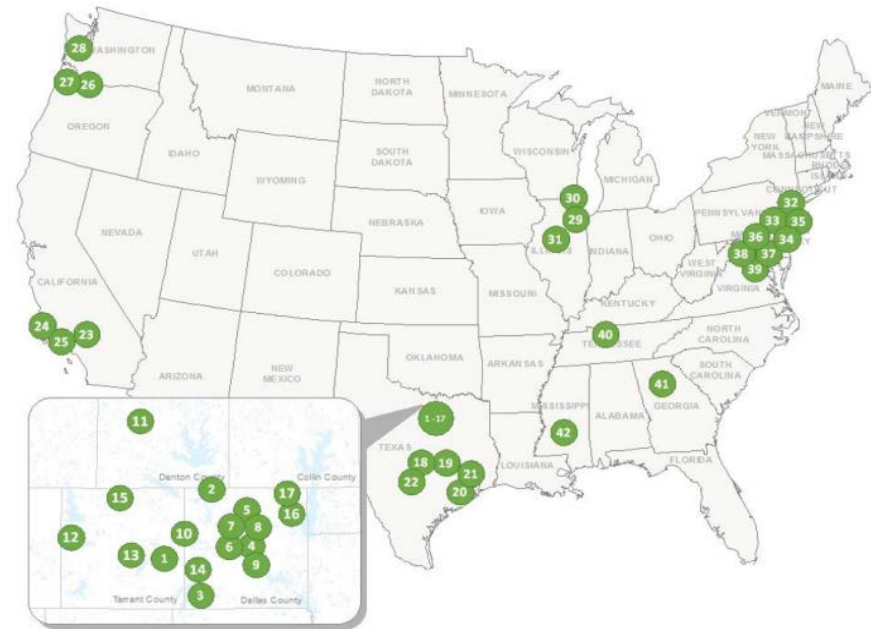 28 WASHINGTON
27 26
OREGON
MONTANA
NORTH
DAKOTA
MINNESOTA
MAINE
VERMONT
NEW
HAMPSHIRE
NEW
YORK
MASSACHUSETTS
RHODE
ISLAND
CONNECTICUT
IDAHO
SOUTH
DAKOTA
WISCONSIN
MICHIGAN
WYOMING
30
29
31
IOWA
NEBRASKA
ILLINOIS
INDIANA
OHIO
PENNSYLVANIA
32
33 35
36 34
38 37
39
WEST
VIRGINIA
VIRGINIA
NEVADA
UTAH
COLORADO
CALIFORNIA
KANSAS
MISSOURI
KENTUCKY
24 25 23
40
TENNESSEE
NORTH
CAROLINA
SOUTH
CAROLINA
ARIZONA
NEW
MEXICO
OKLAHOMA
ARKANSAS
41
GEORGIA
MISSISSIPPI
ALABAMA
42
1 - 17
TEXAS
LOUISIANA
FLORIDA
18 19 21
22 20
11
Denton County
Collin County
15 2 17
5 16
12 10 7 8
13 1 6 4
14 9
3
Tarrant County
Dallas County